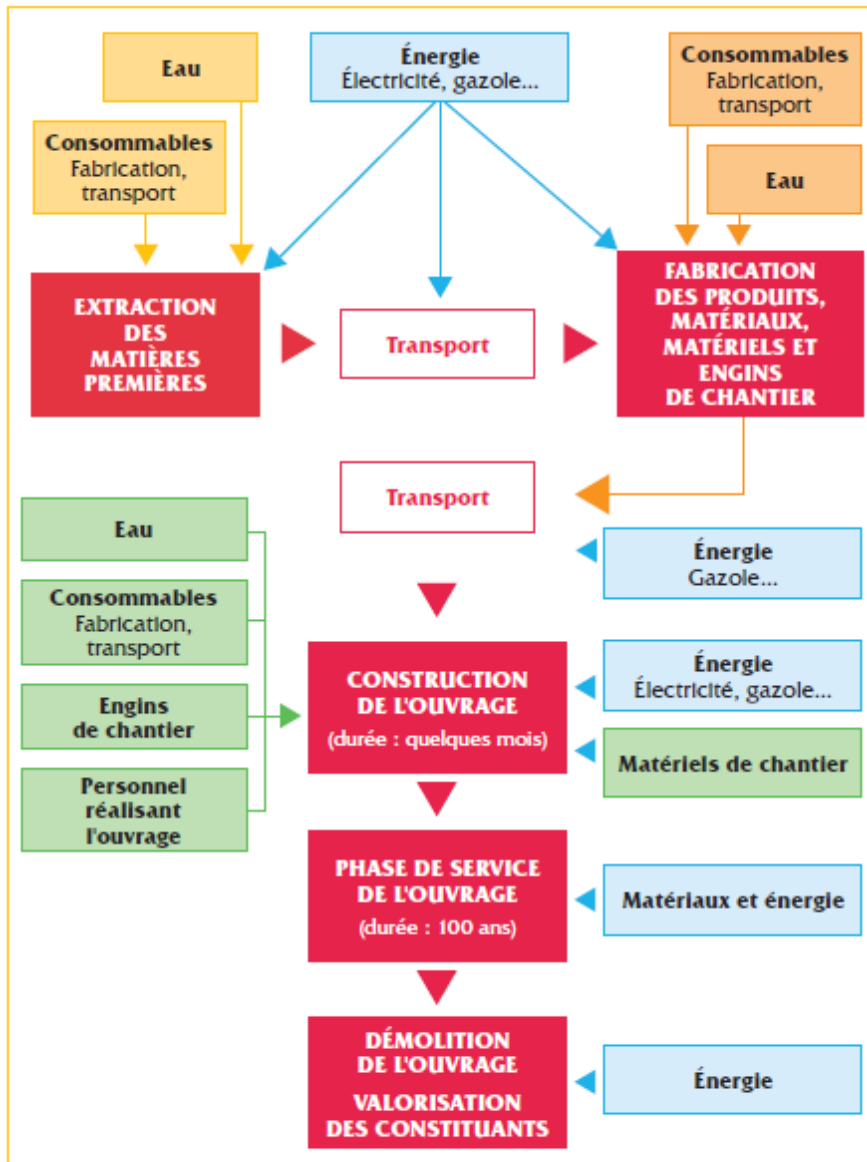 Eau
Énergie
Électricité, gazole...
Consommables
Fabrication,
transport
Consommables
Fabrication,
transport
Eau
EXTRACTION
DES
MATIÈRES
PREMIÈRES
Transport
FABRICATION
DES PRODUITS,
MATÉRIAUX,
MATÉRIELS ET
ENGINS
DE CHANTIER
Transport
Eau
Énergie
Gazole...
Consommables
Fabrication,
transport
CONSTRUCTION
DE L'OUVRAGE
(durée : quelques mois)
Énergie
Électricité, gazole...
Engins
de chantier
Matériels de chantier
Personnel
réalisant
l'ouvrage
PHASE DE SERVICE
DE L'OUVRAGE
(durée : 100 ans)
Matériaux et énergie
DÉMOLITION
DE L'OUVRAGE
VALORISATION
DES CONSTITUANTS
Énergie